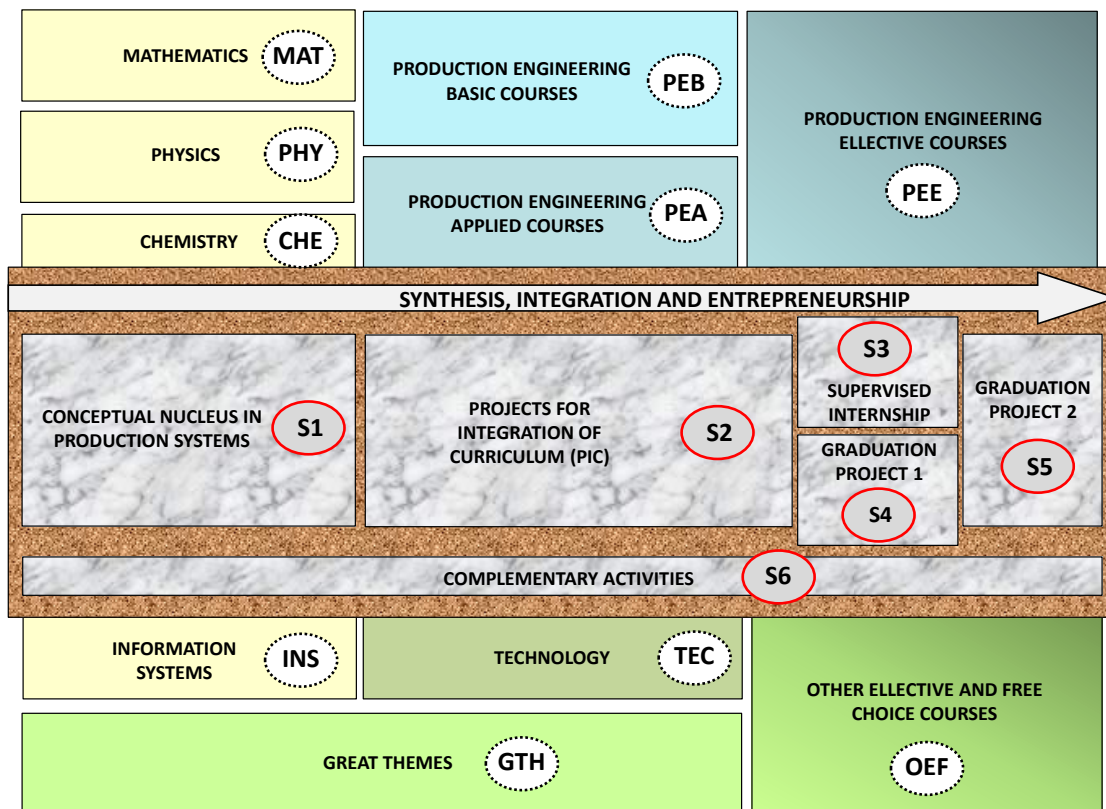 MATHEMATICS
MAT
PRODUCTION ENGINEERING
BASIC COURSES
PEB
PRODUCTION ENGINEERING
ELLECTIVE COURSES
PEE
PHYSICS
PHY
PRODUCTION ENGINEERING
APPLIED COURSES
PEA
CHEMISTRY
CHE
SYNTHESIS, INTEGRATION AND ENTREPRENEURSHIP
CONCEPTUAL NUCLEUS IN
PRODUCTION SYSTEMS
S1
PROJECTS FOR
INTEGRATION OF
CURRICULUM (PIC)
S2
S3
SUPERVISED
INTERNSHIP
GRADUATION
PROJECT 1
S4
GRADUATION
PROJECT 2
S5
COMPLEMENTARY ACTIVITIES
S6
INFORMATION
SYSTEMS
INS
TECHNOLOGY
TEC
OTHER ELLECTIVE AND FREE
CHOICE COURSES
OEF
GREAT THEMES
GTH